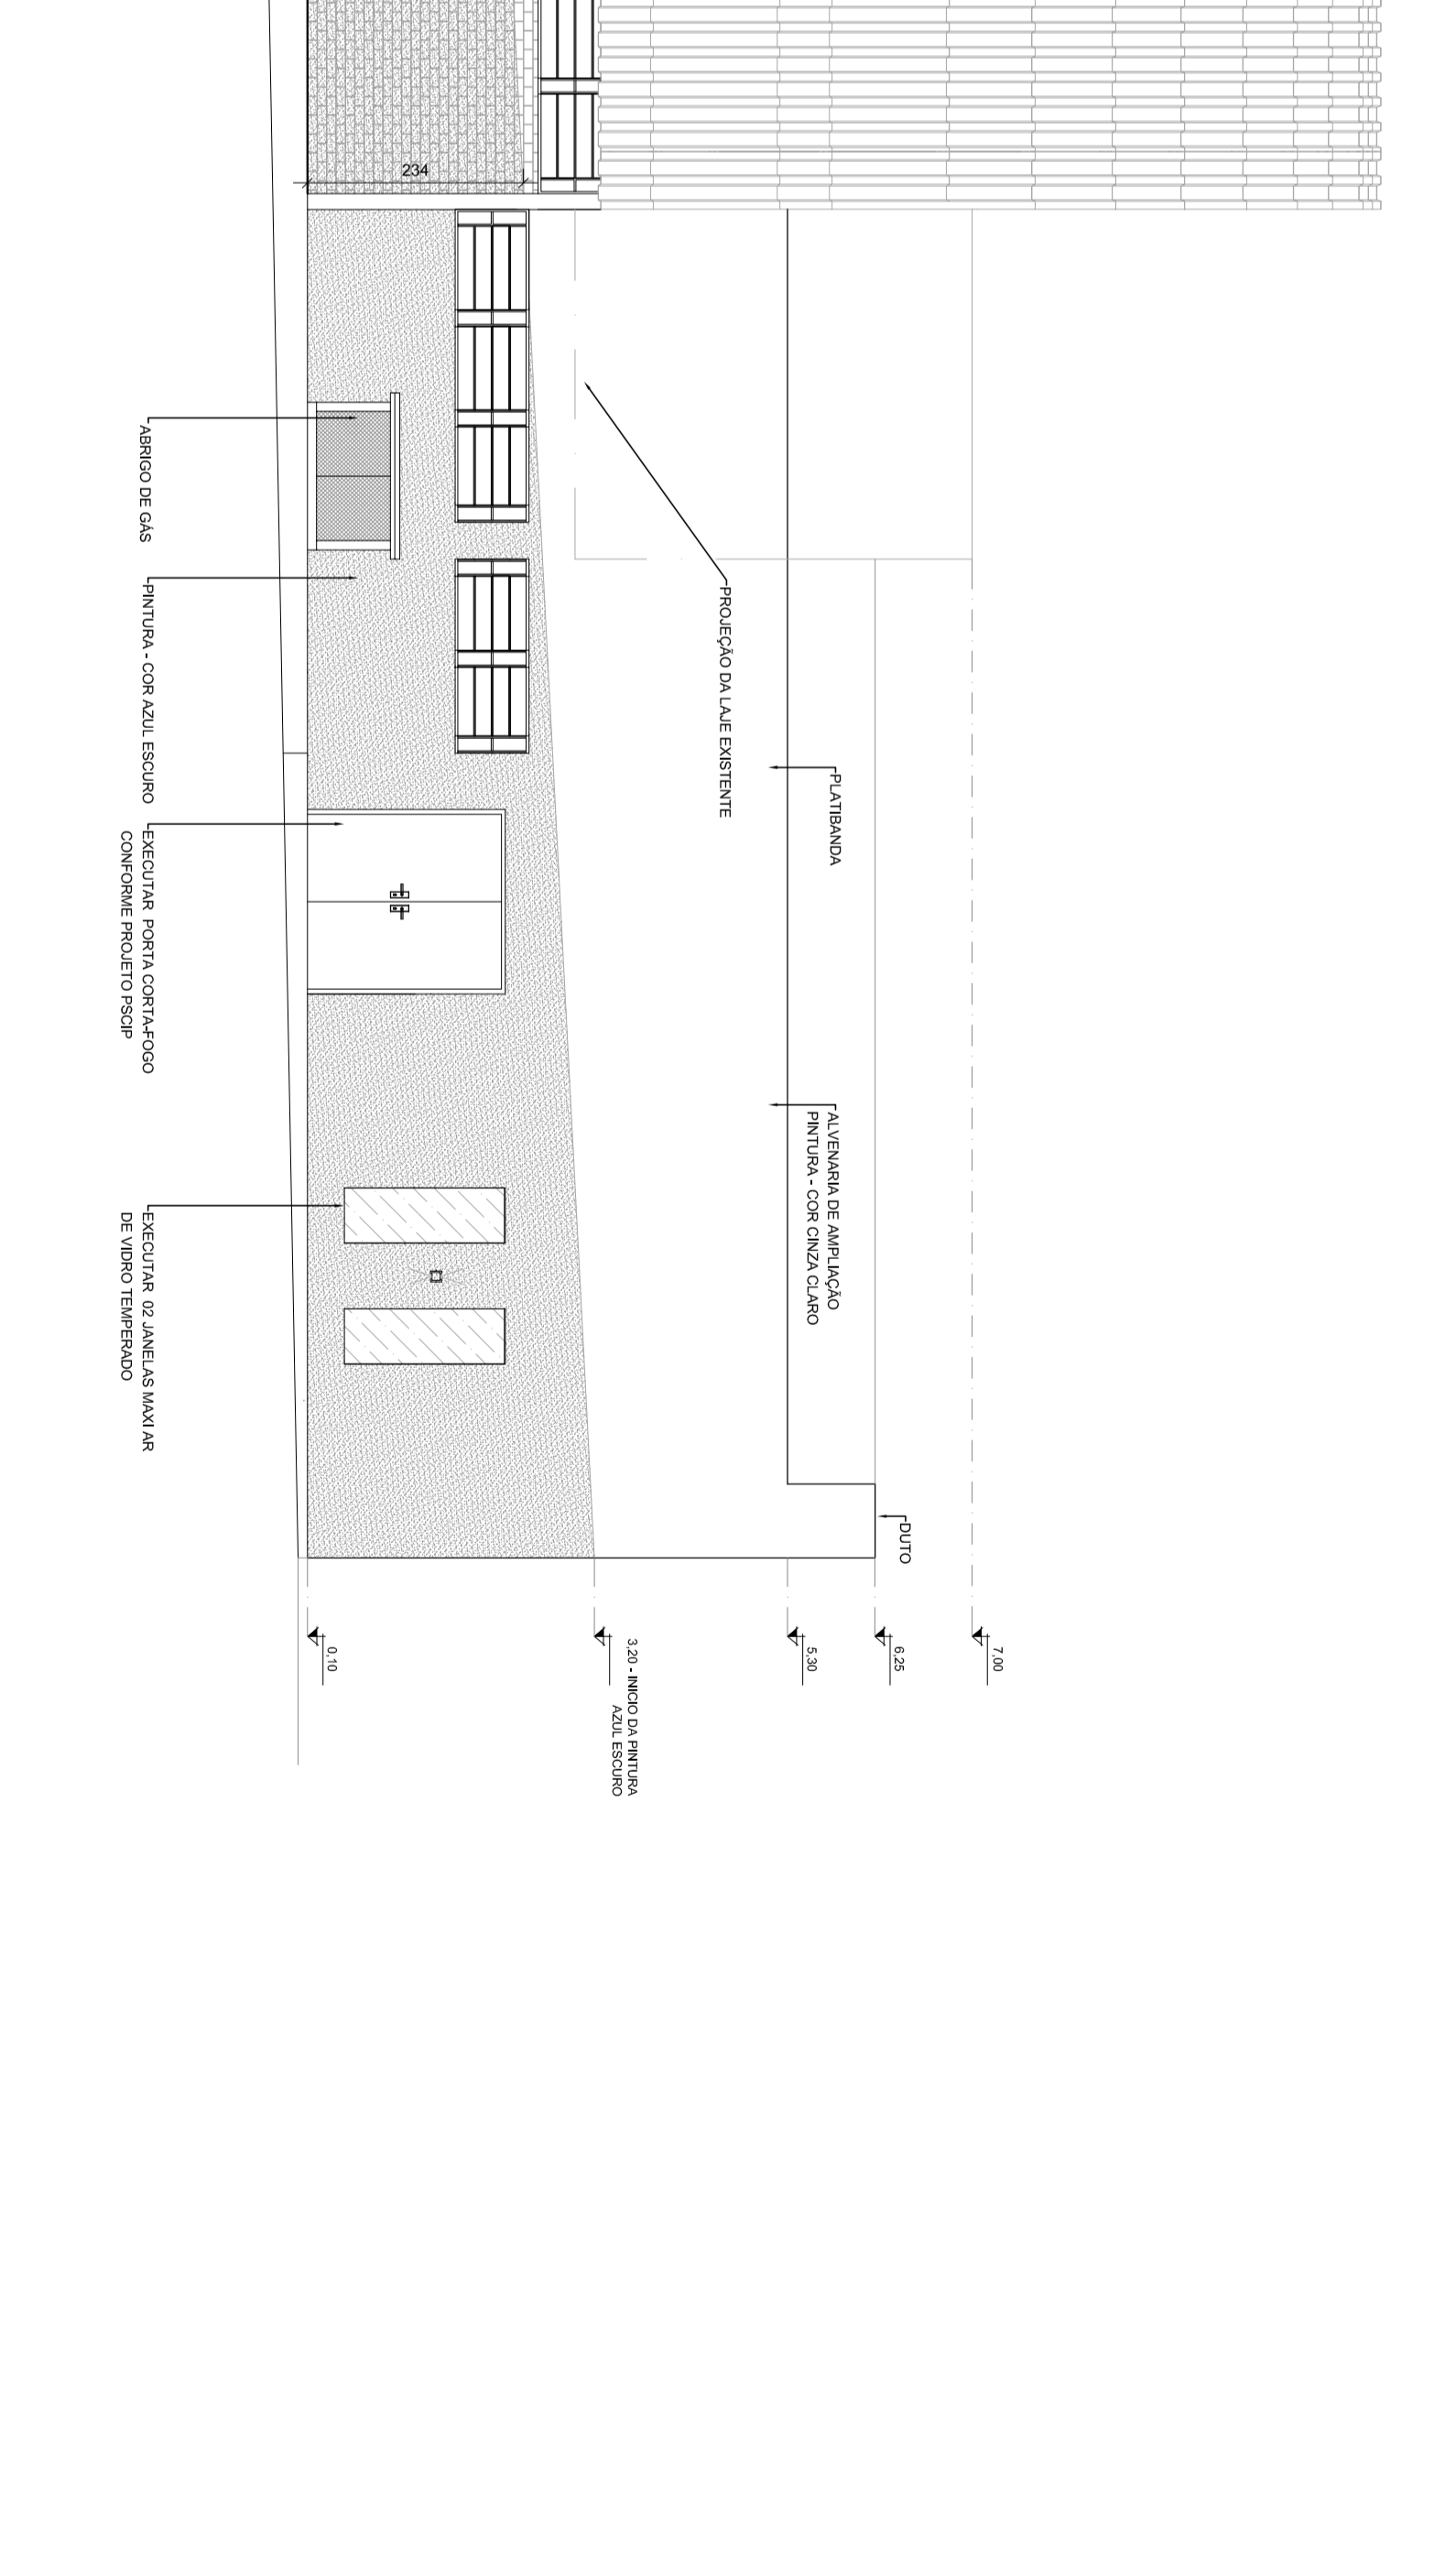 234
PROJEÇÃO DA LAJE EXISTENTE
PLATIBANDA
ALVENARIA DE AMPLIAÇÃO
PINTURA - COR CINZA CLARO
DUTO
7,00
6,25
5,30
3,20 - INICIO DA PINTURA
AZUL ESCURO
0,10
ABRIGO DE GÁS
PINTURA - COR AZUL ESCURO
EXECUTAR PORTA CORTA-FOGO
CONFORME PROJETO PSCIP
EXECUTAR 02 JANELAS MAXI AR
DE VIDRO TEMPERADO